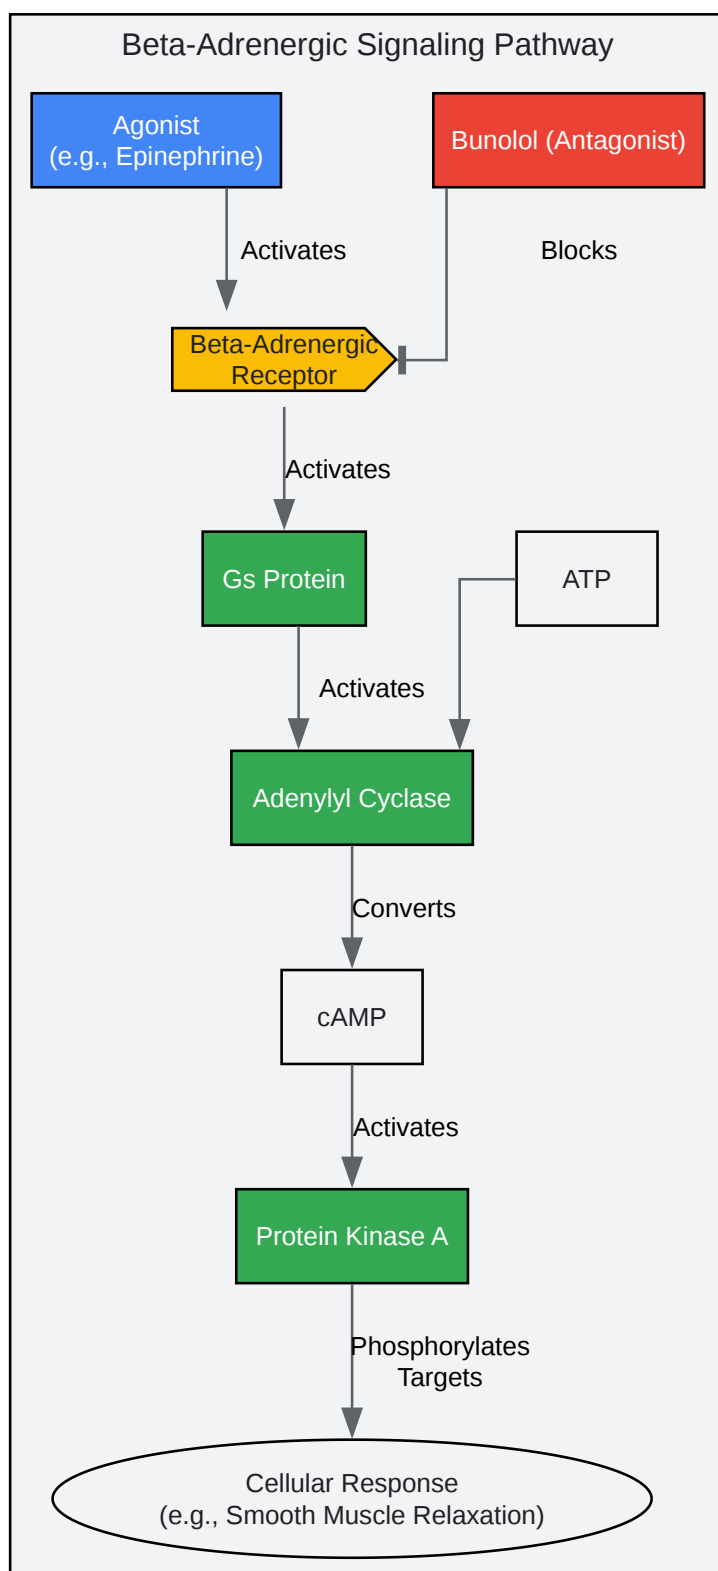 Beta-Adrenergic Signaling Pathway
Agonist
(e.g., Epinephrine)
Bunolol (Antagonist)
Activates
Blocks
Beta-Adrenergic
Receptor
Activates
Gs Protein
ATP
Activates
Adenylyl Cyclase
Converts
cAMP
Activates
Protein Kinase A
Phosphorylates
Targets
Cellular Response
(e.g., Smooth Muscle Relaxation)